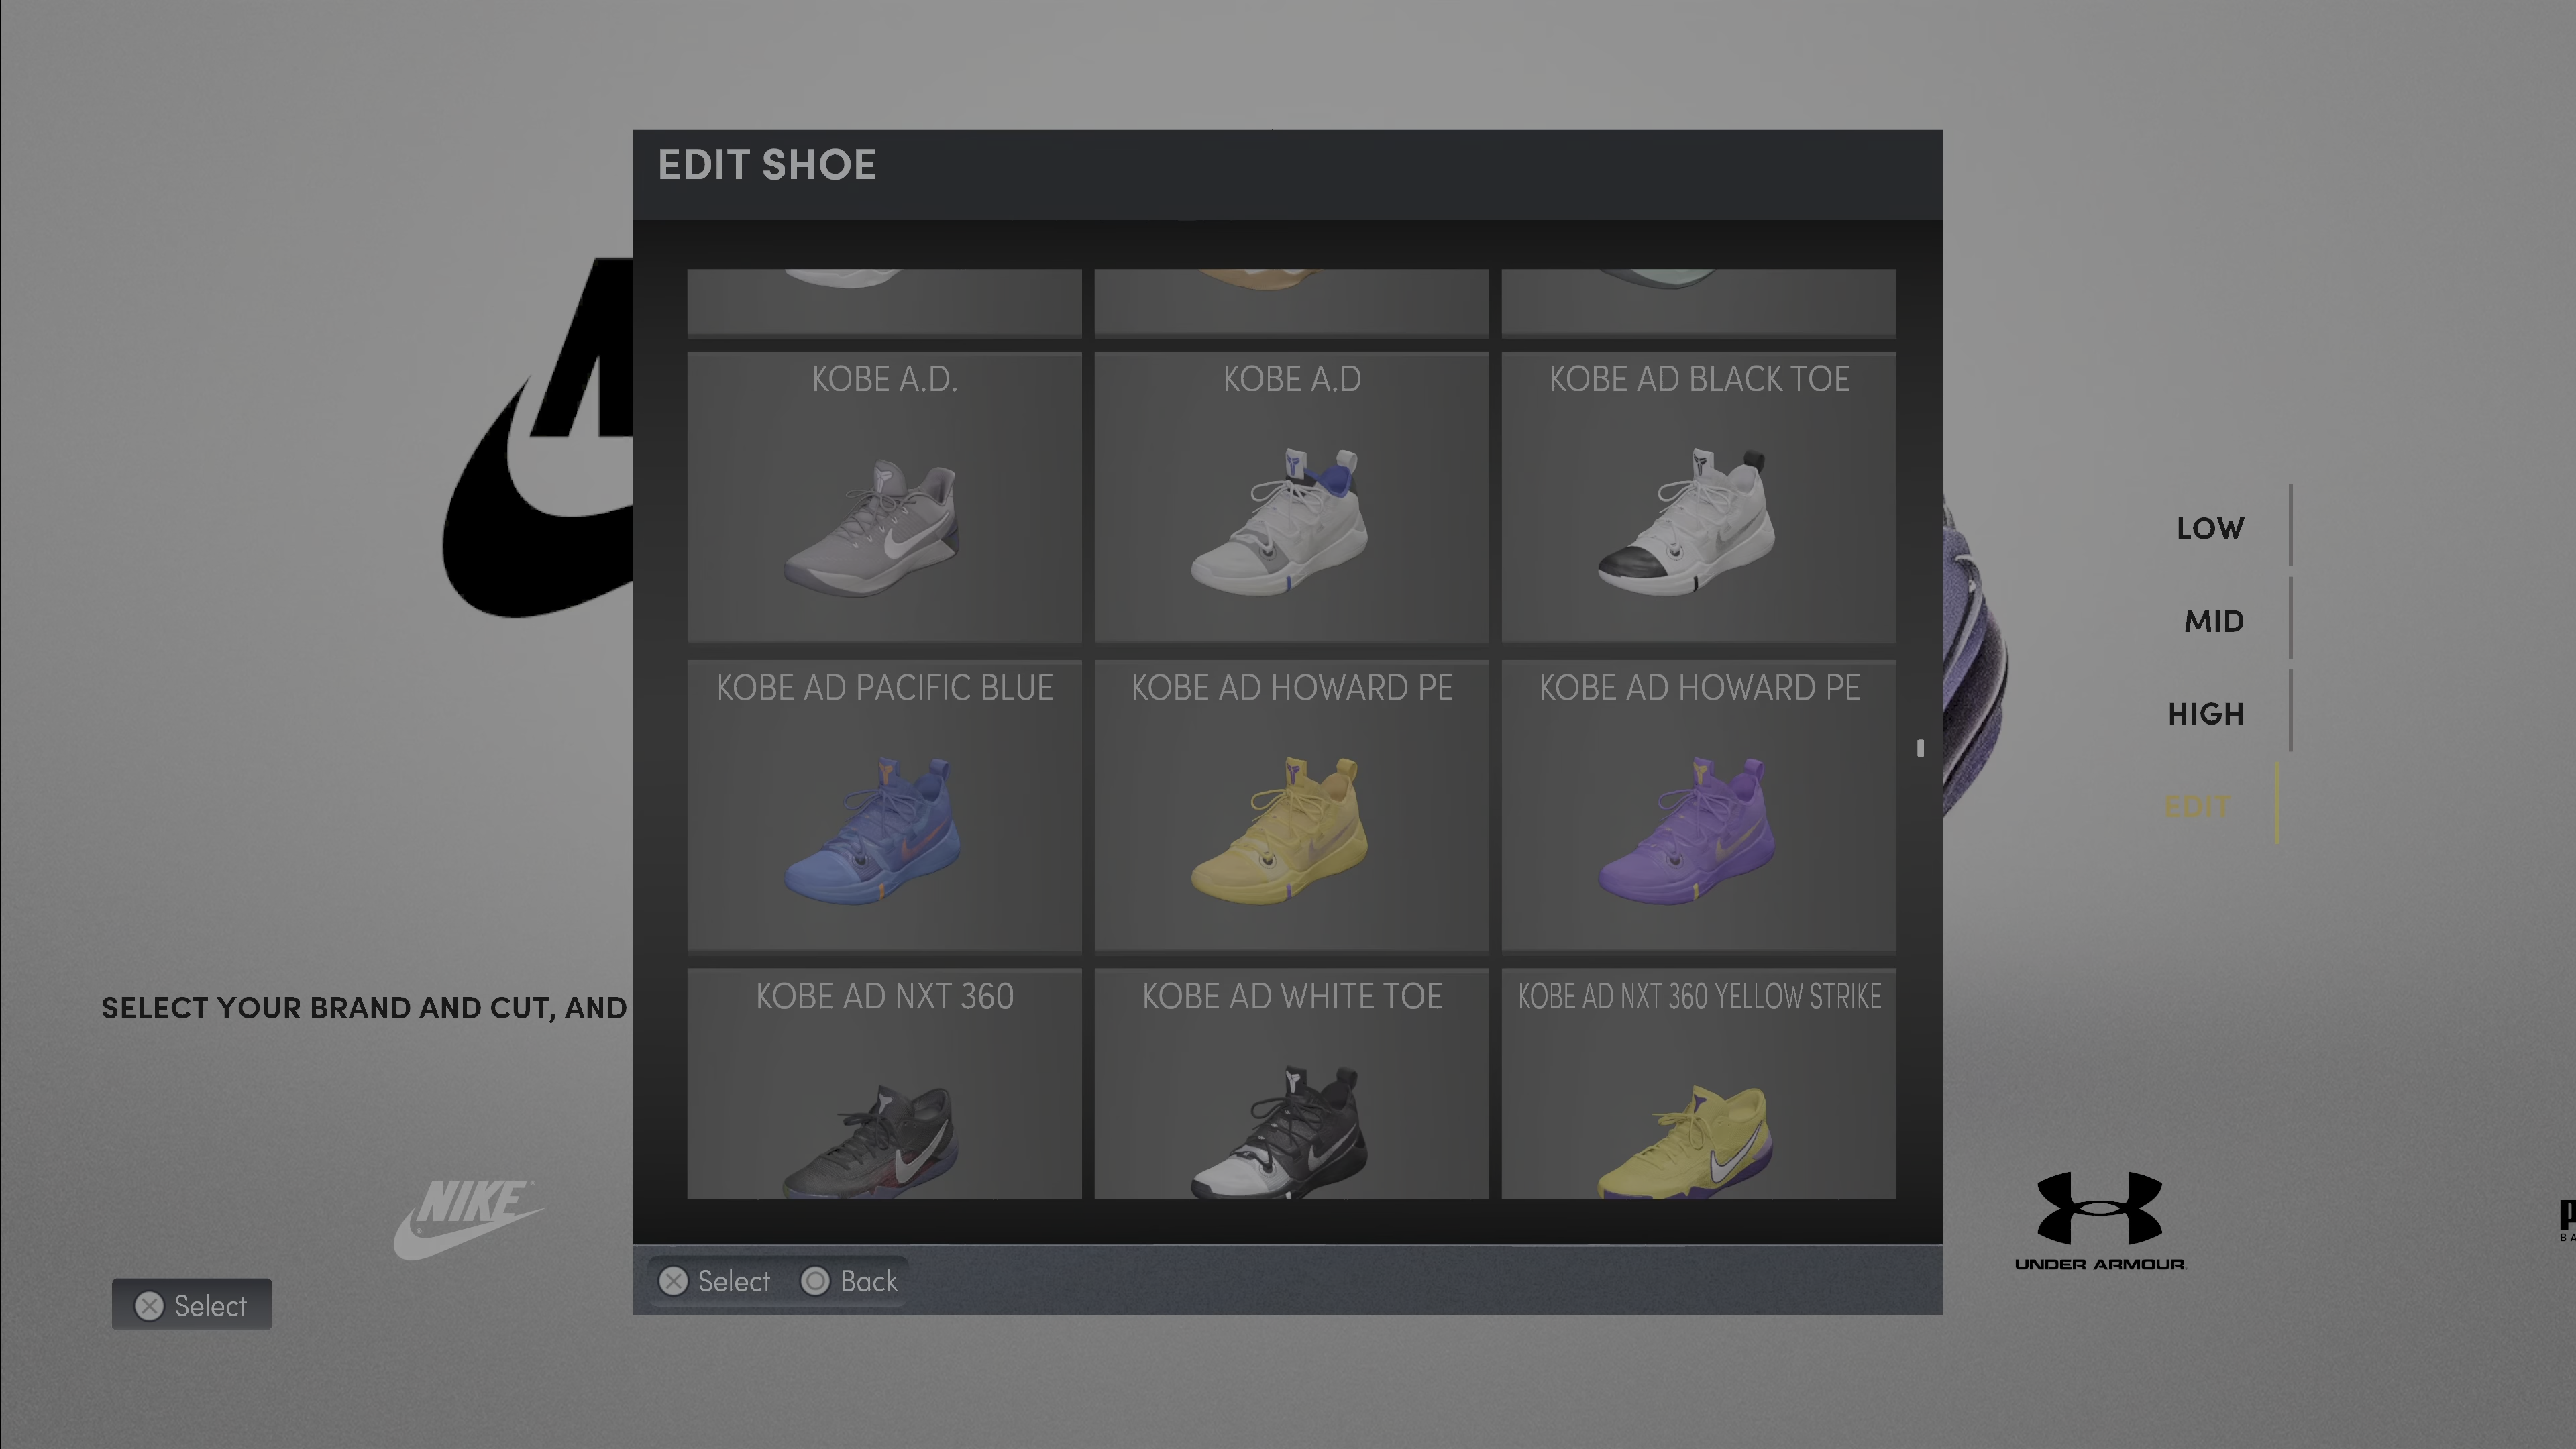 EDIT SHOE
KOBE A.D.
KOBE A.D
KOBE AD BLACK TOE
KOBE AD PACIFIC BLUE
KOBE AD HOWARD PE
KOBE AD HOWARD PE
KOBE AD NXT 360
KOBE AD WHITE TOE
KOBE AD NXT 360 YELLOW STRIKE
LOW
MID
HIGH
EDIT
SELECT YOUR BRAND AND CUT, AND
NIKE
UNDER ARMOUR
Select
Back
Select